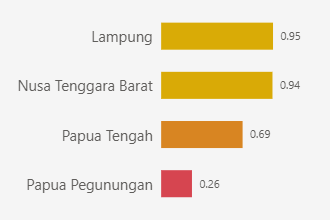 Lampung 0.95
Nusa Tenggara Barat 0.94
Papua Tengah 0.69
Papua Pegunungan 0.26